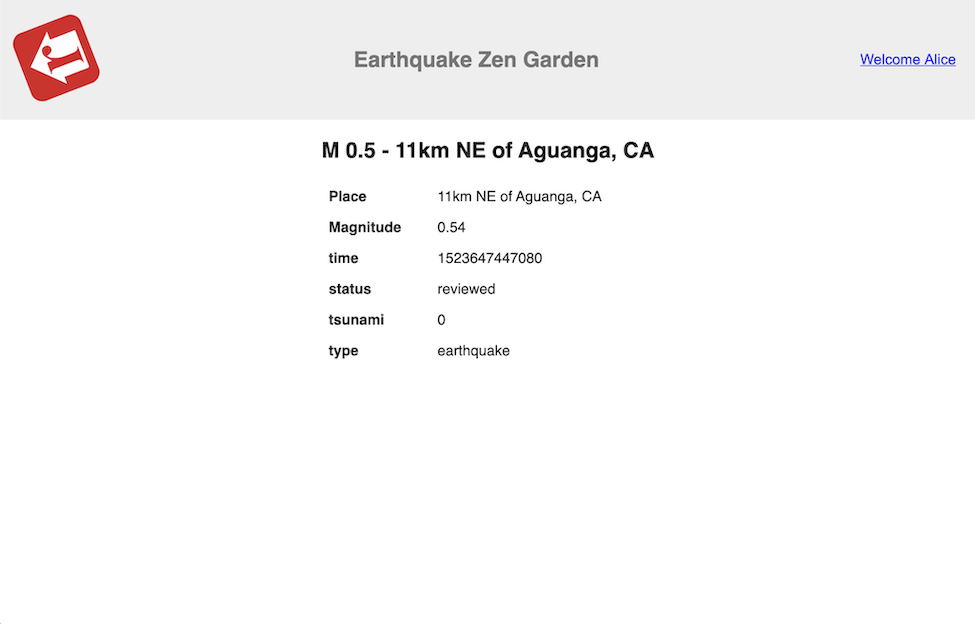 Earthquake Zen Garden
Welcome Alice
M 0.5 - 11km NE of Aguanga, CA
Place 11km NE of Aguanga, CA
Magnitude 0.54
time 1523647447080
status reviewed
tsunami 0
type earthquake